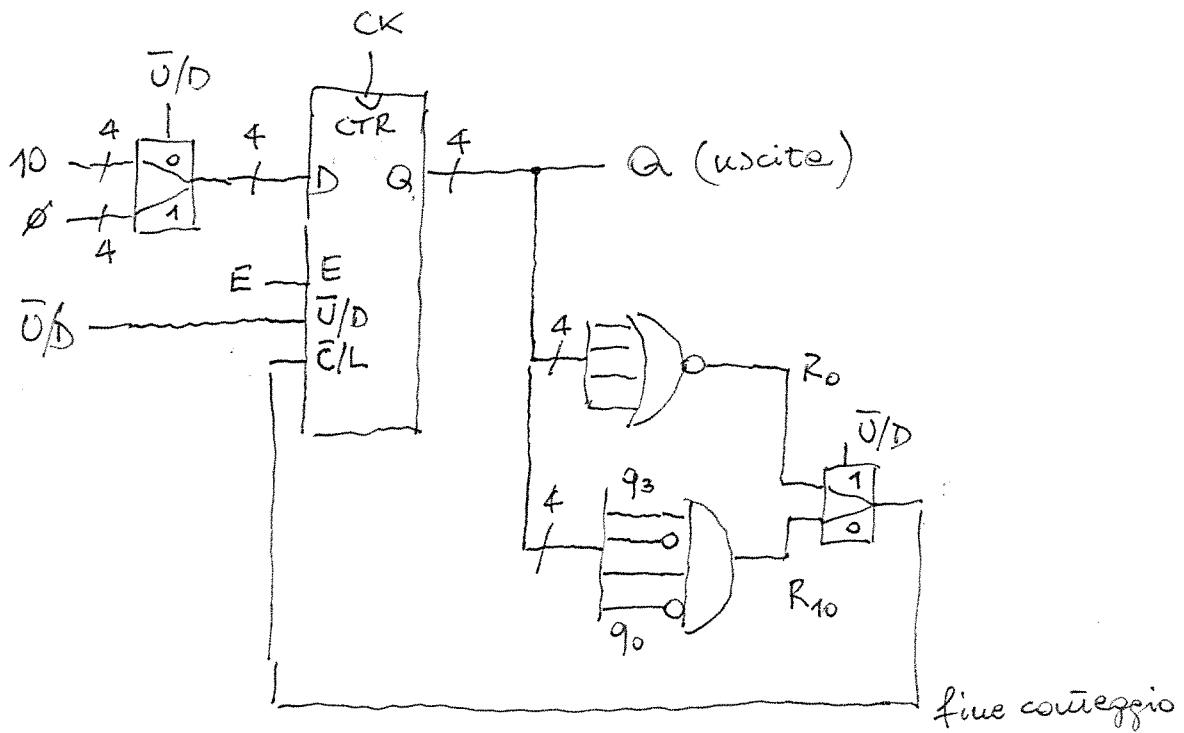 CK
U̅/D
10
4
4
0
1
∅
4
CTR
D
Q
4
Q (uscita)
E
E
U̅/D
U̅/D
C̅/L
4
R0
U̅/D
1
0
4
q3
q0
R10
fine conteggio